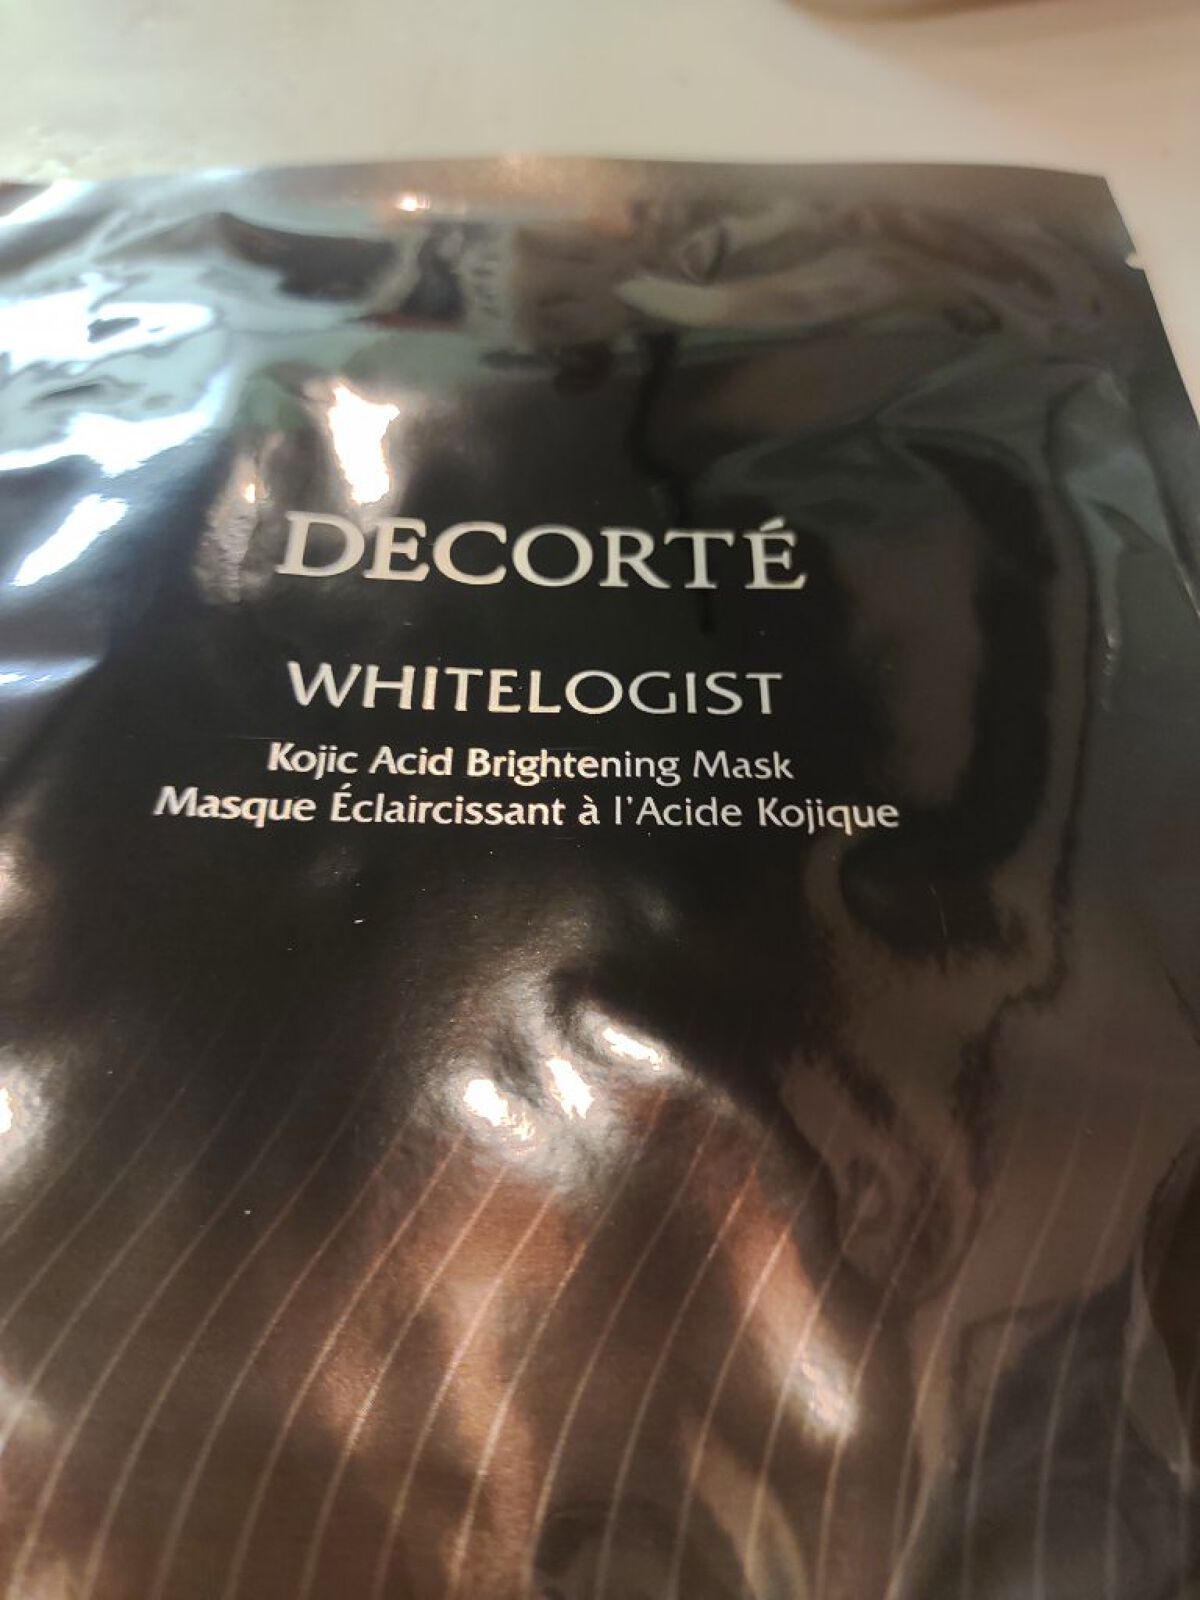 DECORTÉ
WHITELOGIST
Kojic Acid Brightening Mask
Masque Éclaircissant à l'Acide Kojique